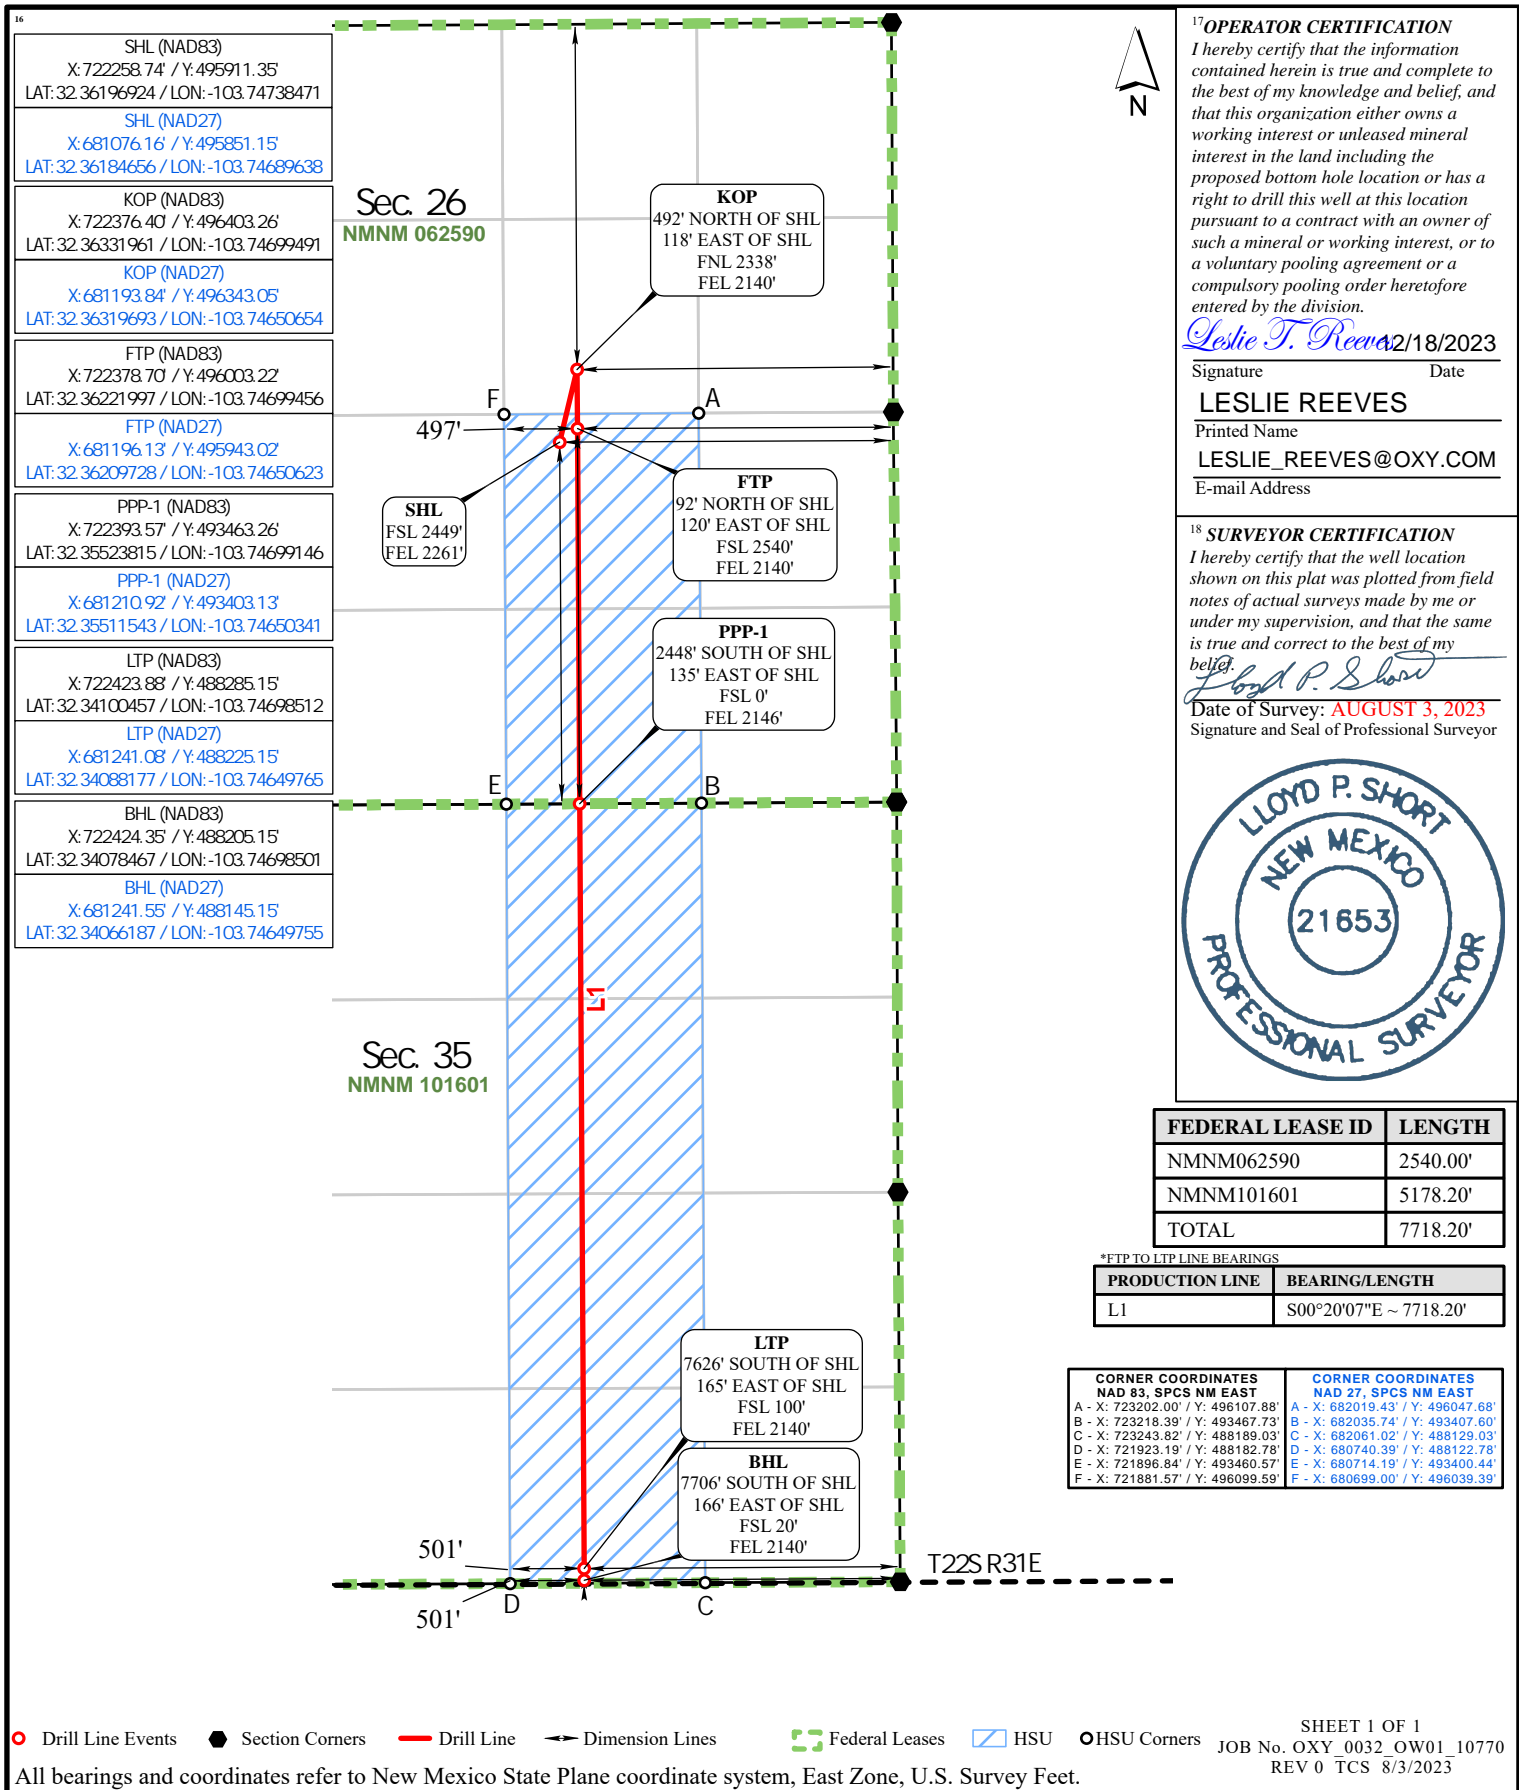 16
SHL (NAD83)
X:722258.74' / Y:495911.35'
LAT:32.36196924 / LON:-103.74738471
SHL (NAD27)
X:681076.16' / Y:495851.15'
LAT:32.36184656 / LON:-103.74689638
KOP (NAD83)
X:722376.40' / Y:496403.26'
LAT:32.36331961 / LON:-103.74699491
KOP (NAD27)
X:681193.84' / Y:496343.05'
LAT:32.36319693 / LON:-103.74650654
FTP (NAD83)
X:722378.70' / Y:496003.22'
LAT:32.36221997 / LON:-103.74699456
FTP (NAD27)
X:681196.13' / Y:495943.02'
LAT:32.36209728 / LON:-103.74650623
PPP-1 (NAD83)
X:722393.57' / Y:493463.26'
LAT:32.35523815 / LON:-103.74699146
PPP-1 (NAD27)
X:681210.92' / Y:493403.13'
LAT:32.35511543 / LON:-103.74650341
LTP (NAD83)
X:722423.88' / Y:488285.15'
LAT:32.34100457 / LON:-103.74698512
LTP (NAD27)
X:681241.08' / Y:488225.15'
LAT:32.34088177 / LON:-103.74649765
BHL (NAD83)
X:722424.35' / Y:488205.15'
LAT:32.34078467 / LON:-103.74698501
BHL (NAD27)
X:681241.55' / Y:488145.15'
LAT:32.34066187 / LON:-103.74649755
N
Sec. 26
NMNM 062590
KOP
492' NORTH OF SHL
118' EAST OF SHL
FNL 2338'
FEL 2140'
F
A
497'
SHL
FSL 2449'
FEL 2261'
FTP
92' NORTH OF SHL
120' EAST OF SHL
FSL 2540'
FEL 2140'
PPP-1
2448' SOUTH OF SHL
135' EAST OF SHL
FSL 0'
FEL 2146'
E
B
L1
Sec. 35
NMNM 101601
LTP
7626' SOUTH OF SHL
165' EAST OF SHL
FSL 100'
FEL 2140'
BHL
7706' SOUTH OF SHL
166' EAST OF SHL
FSL 20'
FEL 2140'
501'
T22S R31E
D
C
501'
17 OPERATOR CERTIFICATION
I hereby certify that the information
contained herein is true and complete to
the best of my knowledge and belief, and
that this organization either owns a
working interest or unleased mineral
interest in the land including the
proposed bottom hole location or has a
right to drill this well at this location
pursuant to a contract with an owner of
such a mineral or working interest, or to
a voluntary pooling agreement or a
compulsory pooling order heretofore
entered by the division.
Leslie T. Reeves 12/18/2023
Signature Date
LESLIE REEVES
Printed Name
LESLIE_REEVES@OXY.COM
E-mail Address
18 SURVEYOR CERTIFICATION
I hereby certify that the well location
shown on this plat was plotted from field
notes of actual surveys made by me or
under my supervision, and that the same
is true and correct to the best of my
belief.
Lloyd P. Short
Date of Survey: AUGUST 3, 2023
Signature and Seal of Professional Surveyor
LLOYD P. SHORT
NEW MEXICO
21653
PROFESSIONAL SURVEYOR
FEDERAL LEASE ID LENGTH
NMNM062590 2540.00'
NMNM101601 5178.20'
TOTAL 7718.20'
*FTP TO LTP LINE BEARINGS
PRODUCTION LINE BEARING/LENGTH
L1 S00°20'07"E ~ 7718.20'
CORNER COORDINATES
NAD 83, SPCS NM EAST
A - X: 723202.00' / Y: 496107.88'
B - X: 723218.39' / Y: 493467.73'
C - X: 723243.82' / Y: 488189.03'
D - X: 721923.19' / Y: 488182.78'
E - X: 721896.84' / Y: 493460.57'
F - X: 721881.57' / Y: 496099.59'
CORNER COORDINATES
NAD 27, SPCS NM EAST
A - X: 682019.43' / Y: 496047.68'
B - X: 682035.74' / Y: 493407.60'
C - X: 682061.02' / Y: 488129.03'
D - X: 680740.39' / Y: 488122.78'
E - X: 680714.19' / Y: 493400.44'
F - X: 680699.00' / Y: 496039.39'
Drill Line Events Section Corners Drill Line Dimension Lines Federal Leases HSU HSU Corners
SHEET 1 OF 1
JOB No. OXY_0032_OW01_10770
REV 0 TCS 8/3/2023
All bearings and coordinates refer to New Mexico State Plane coordinate system, East Zone, U.S. Survey Feet.